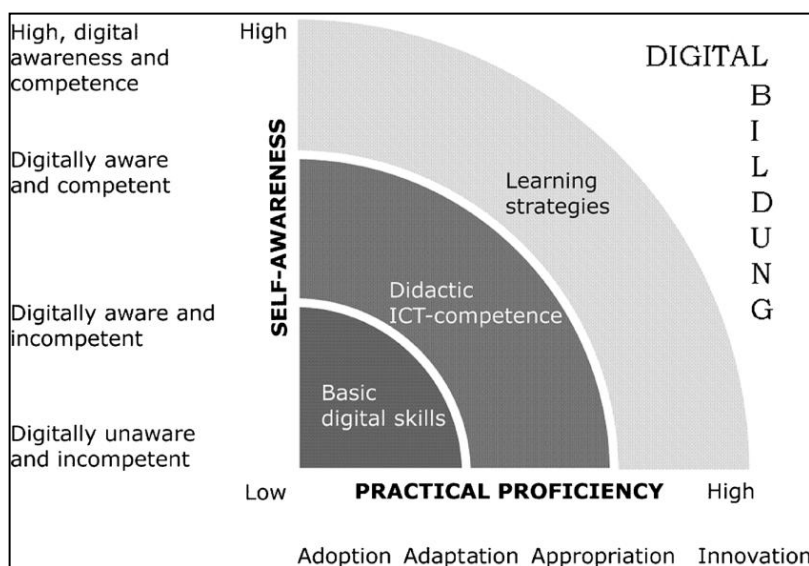 High, digital
awareness and
competence
Digitally aware
and competent
Digitally aware and
incompetent
Digitally unaware
and incompetent
High
SELF-AWARENESS
Low
PRACTICAL PROFICIENCY
High
Learning
strategies
Didactic
ICT-competence
Basic
digital skills
DIGITAL
BILDUNG
Adoption Adaptation Appropriation Innovation